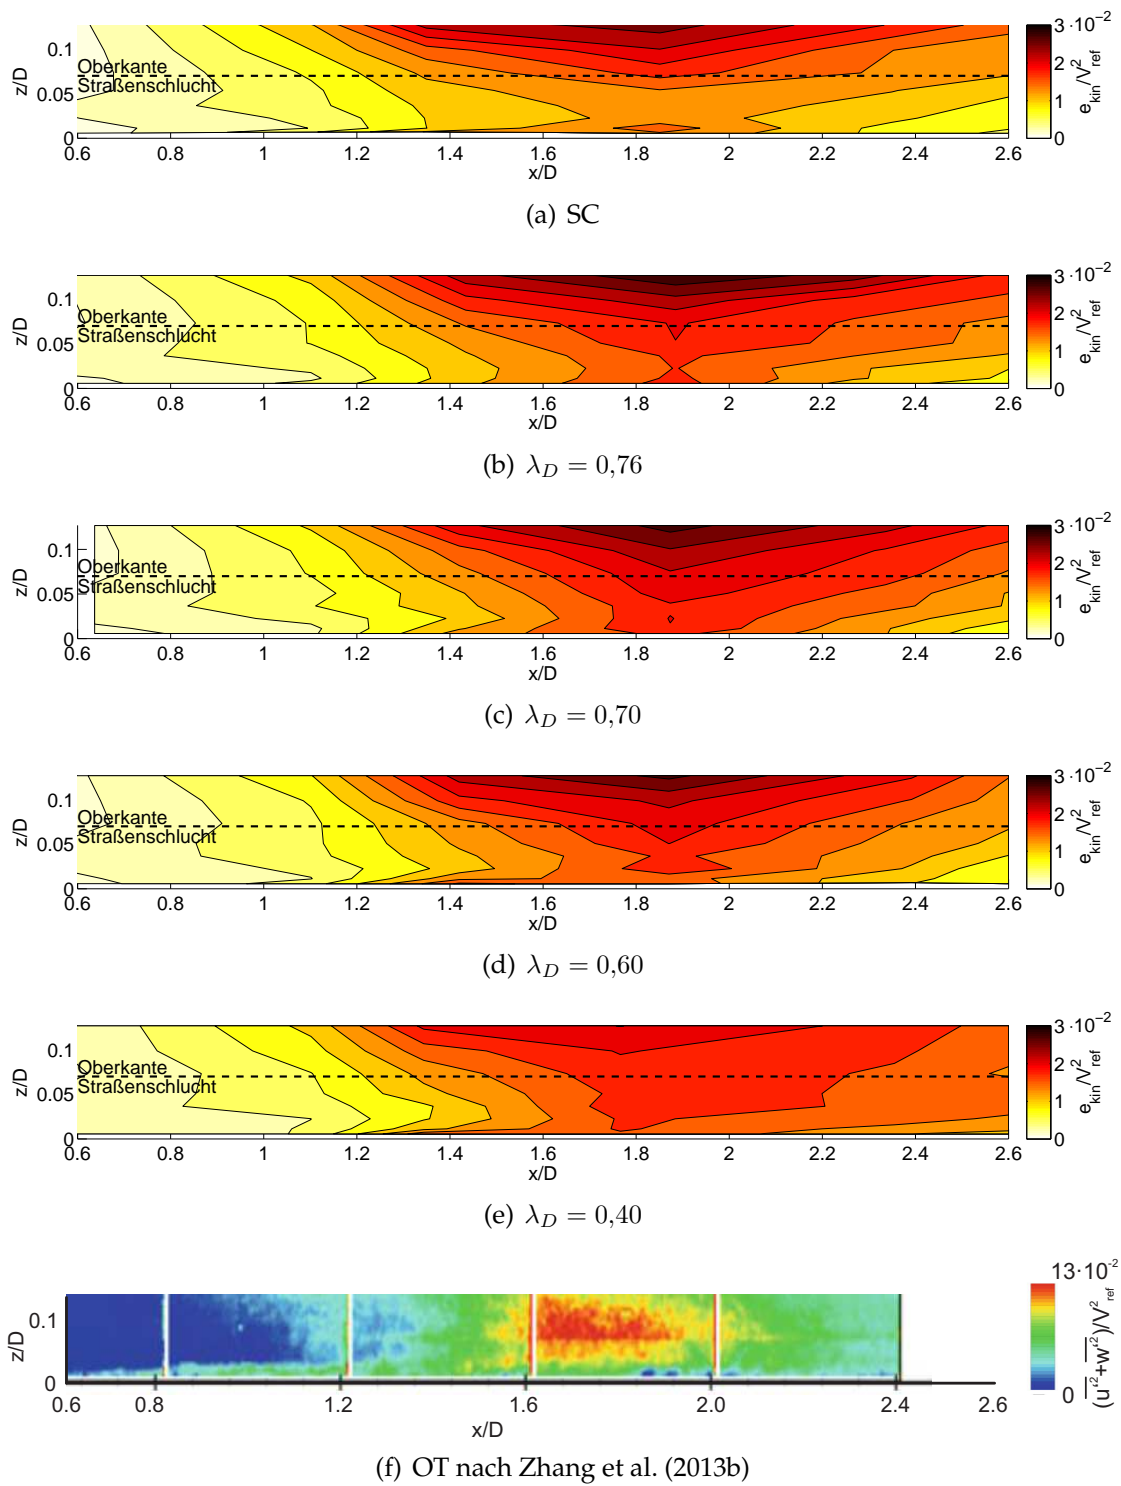 z/D
0.1
0.05
0
Oberkante
Straßenschlucht
0.6 0.8 1 1.2 1.4 1.6 1.8 2 2.2 2.4 2.6
x/D
3 ·10⁻²
2
1
0
e_kin/V²_ref
(a) SC
z/D
0.1
0.05
0
Oberkante
Straßenschlucht
0.6 0.8 1 1.2 1.4 1.6 1.8 2 2.2 2.4 2.6
x/D
3 ·10⁻²
2
1
0
e_kin/V²_ref
(b) λ_D = 0,76
z/D
0.1
0.05
0
Oberkante
Straßenschlucht
0.6 0.8 1 1.2 1.4 1.6 1.8 2 2.2 2.4 2.6
x/D
3 ·10⁻²
2
1
0
e_kin/V²_ref
(c) λ_D = 0,70
z/D
0.1
0.05
0
Oberkante
Straßenschlucht
0.6 0.8 1 1.2 1.4 1.6 1.8 2 2.2 2.4 2.6
x/D
3 ·10⁻²
2
1
0
e_kin/V²_ref
(d) λ_D = 0,60
z/D
0.1
0.05
0
Oberkante
Straßenschlucht
0.6 0.8 1 1.2 1.4 1.6 1.8 2 2.2 2.4 2.6
x/D
3 ·10⁻²
2
1
0
e_kin/V²_ref
(e) λ_D = 0,40
z/D
0.1
0
0.6 0.8 1.2 1.6 2.0 2.4 2.6
x/D
13·10⁻²
0
(u'²+w'²)/V²_ref
(f) OT nach Zhang et al. (2013b)